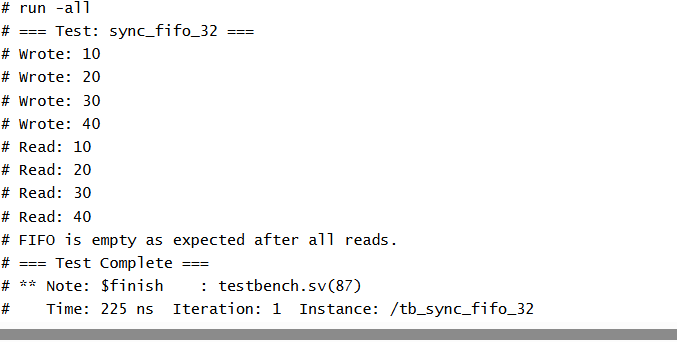 # run -all
# === Test: sync_fifo_32 ===
# Wrote: 10
# Wrote: 20
# Wrote: 30
# Wrote: 40
# Read: 10
# Read: 20
# Read: 30
# Read: 40
# FIFO is empty as expected after all reads.
# === Test Complete ===
# ** Note: $finish    : testbench.sv(87)
#    Time: 225 ns  Iteration: 1  Instance: /tb_sync_fifo_32